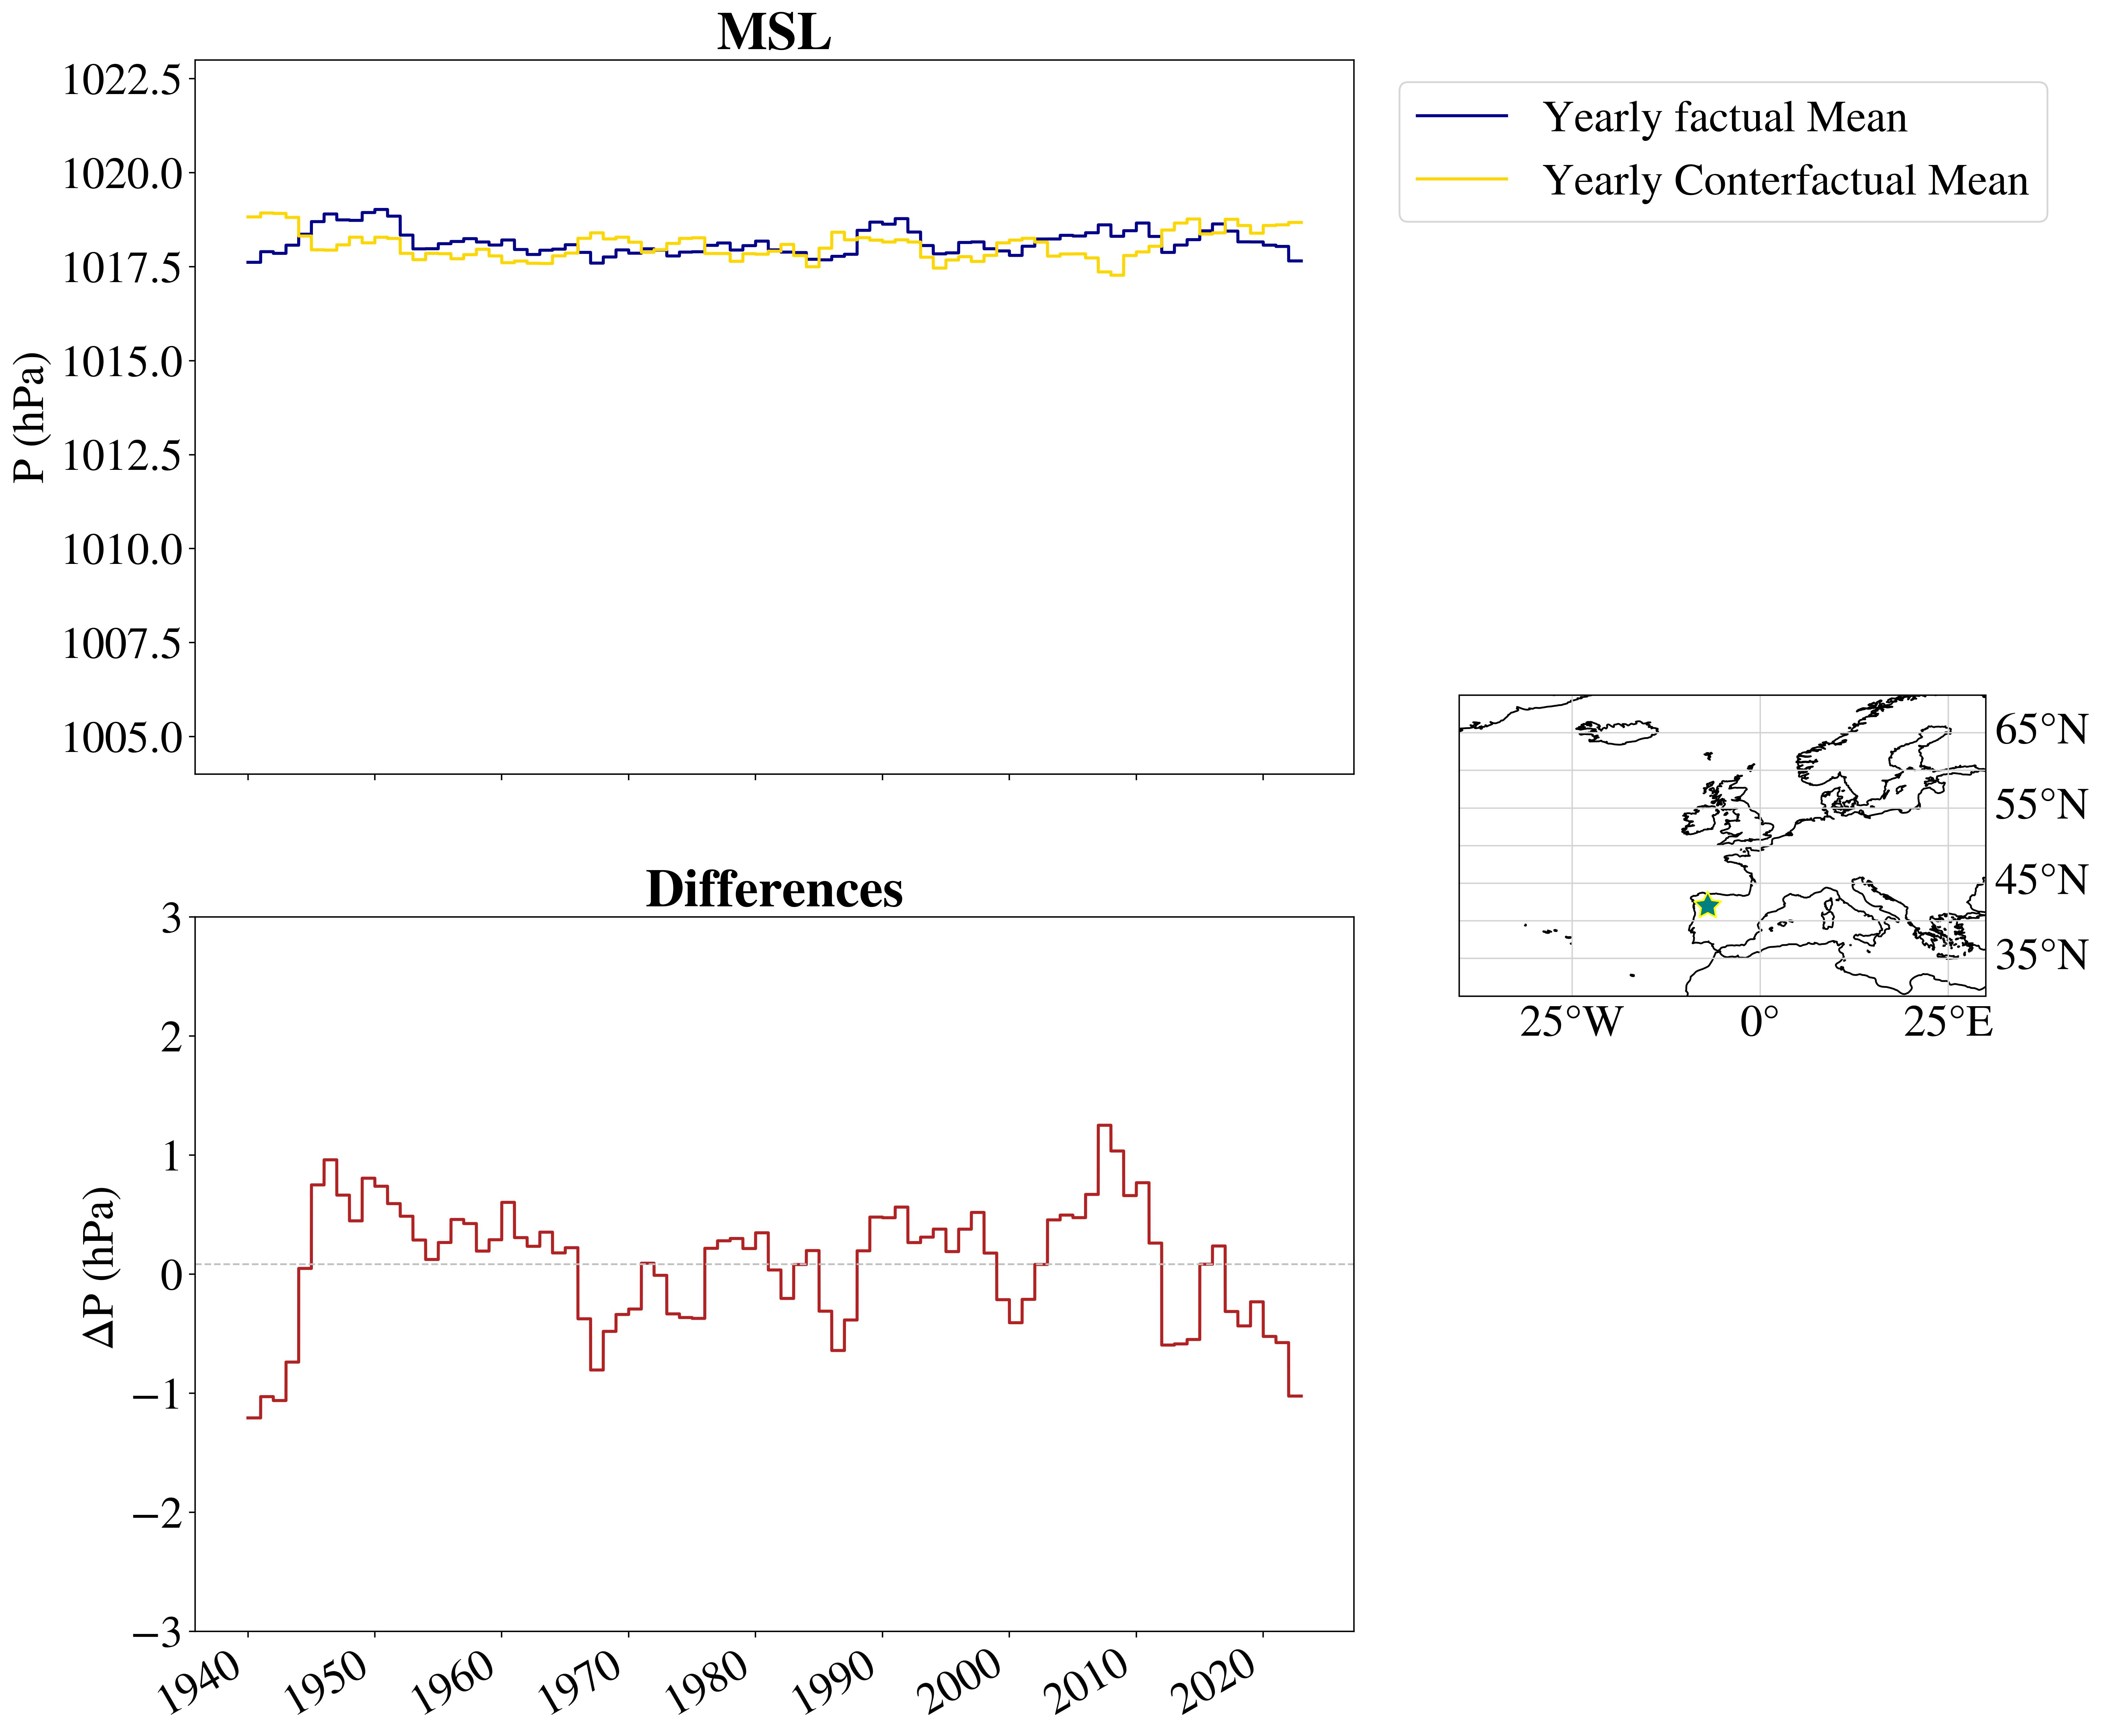 MSL
1022.5
1020.0
1017.5
1015.0
1012.5
1010.0
1007.5
1005.0
P (hPa)
Yearly factual Mean
Yearly Conterfactual Mean
65°N
55°N
45°N
35°N
25°W 0° 25°E
Differences
3
2
1
0
−1
−2
−3
ΔP (hPa)
1940 1950 1960 1970 1980 1990 2000 2010 2020